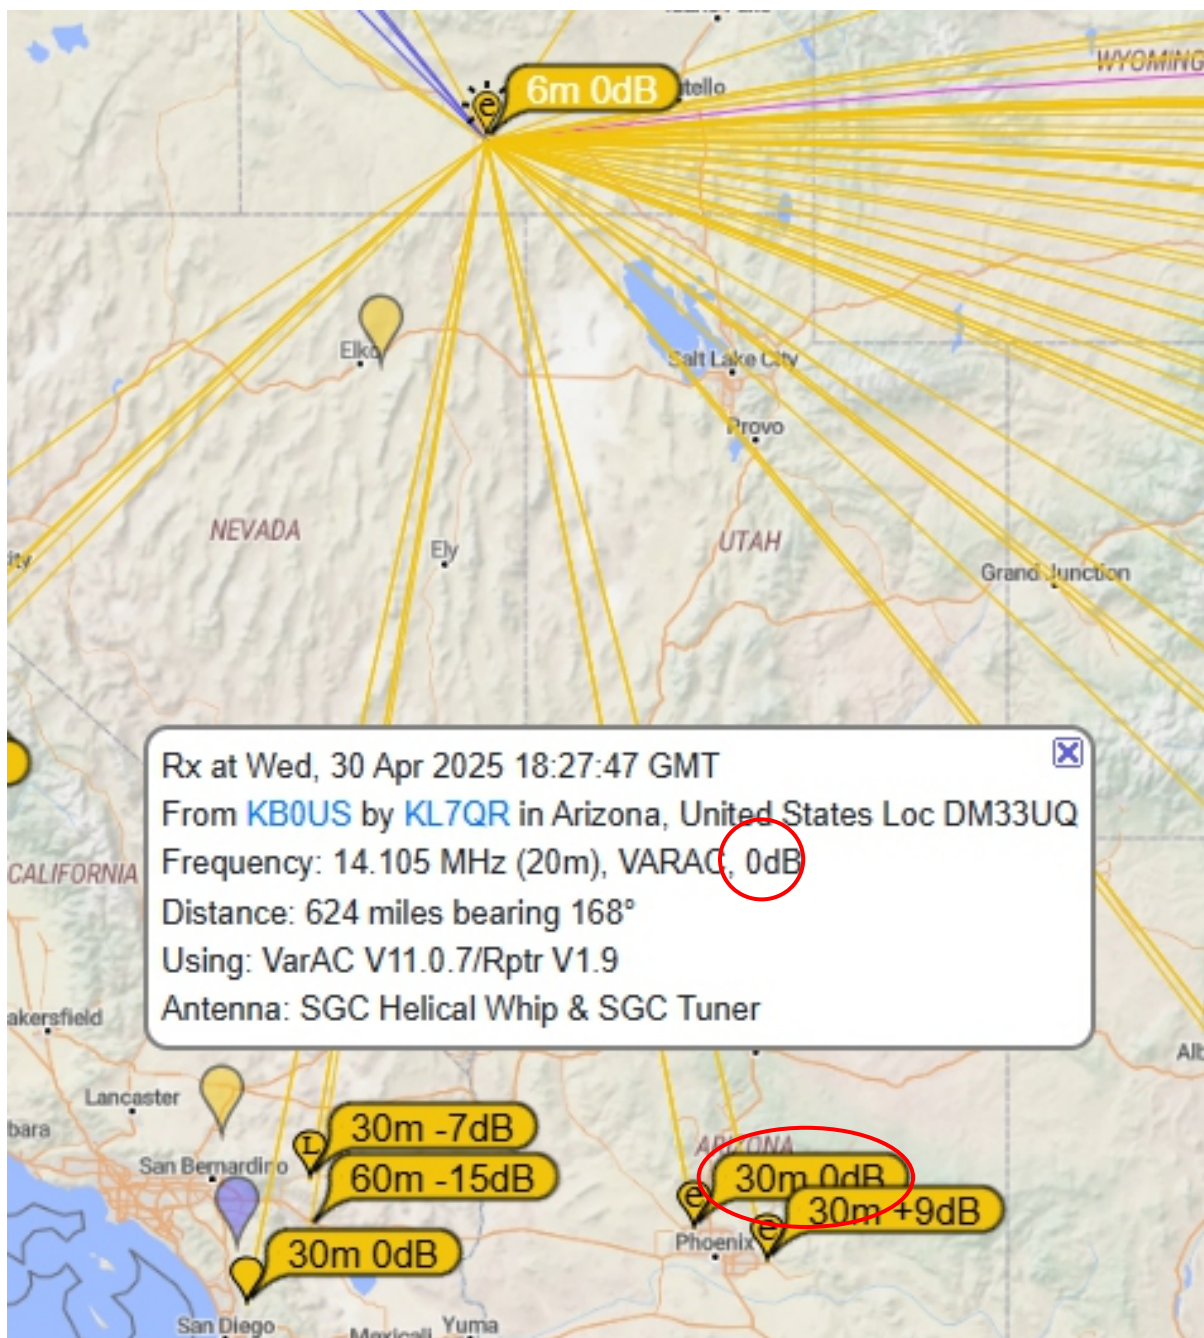 WYOMING
6m 0dB
tello
Elko
Salt Lake City
Provo
NEVADA
Ely
UTAH
Grand Junction
Rx at Wed, 30 Apr 2025 18:27:47 GMT
From KB0US by KL7QR in Arizona, United States Loc DM33UQ
Frequency: 14.105 MHz (20m), VARAC, 0dB
CALIFORNIA
Distance: 624 miles bearing 168°
Using: VarAC V11.0.7/Rptr V1.9
Antenna: SGC Helical Whip & SGC Tuner
akersfield
Alb
Lancaster
bara
30m -7dB
ARIZONA
San Bernardino
60m -15dB
30m 0dB
30m +9dB
Phoenix
30m 0dB
San Diego
Mexicali
Yuma